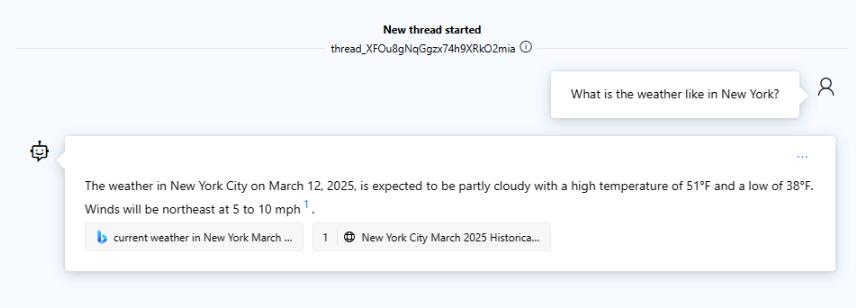 New thread started
thread_XFOu8gNqGgzx74h9XRkO2mia
What is the weather like in New York?
...
The weather in New York City on March 12, 2025, is expected to be partly cloudy with a high temperature of 51°F and a low of 38°F.
Winds will be northeast at 5 to 10 mph 1 .
current weather in New York March ...
1 New York City March 2025 Historica...